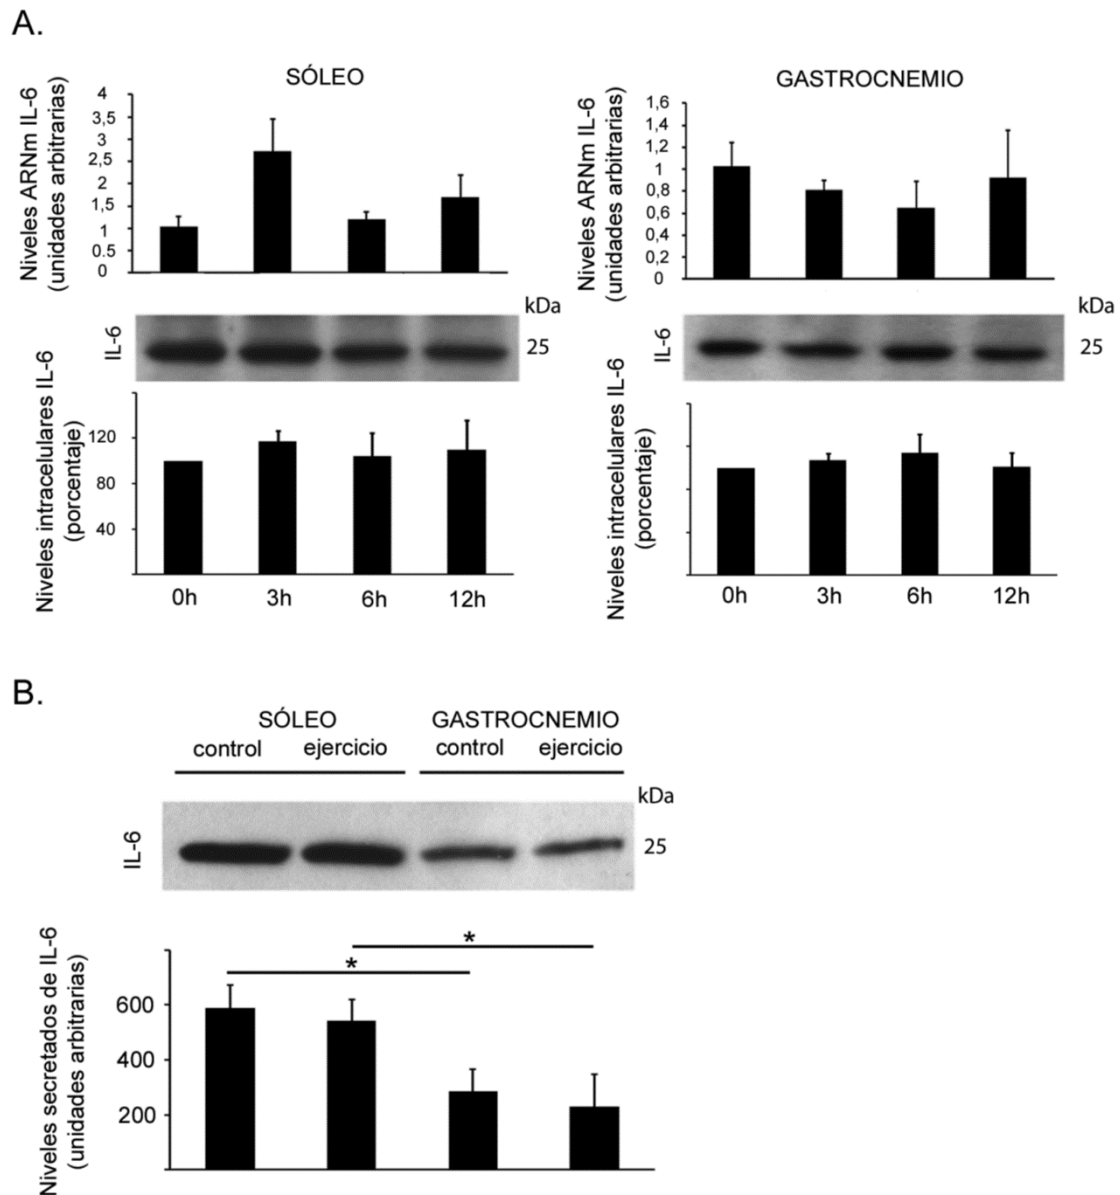 A.
SÓLEO
Niveles ARNm IL-6
(unidades arbitrarias)
4
3,5
3
2,5
2
1,5
1
0.5
0
GASTROCNEMIO
Niveles ARNm IL-6
(unidades arbitrarias)
1,6
1,4
1,2
1
0,8
0,6
0,4
0,2
0
IL-6
kDa
25
IL-6
kDa
25
Niveles intracelulares IL-6
(porcentaje)
120
80
40
0h 3h 6h 12h
Niveles intracelulares IL-6
(porcentaje)
0h 3h 6h 12h
B.
SÓLEO GASTROCNEMIO
control ejercicio control ejercicio
IL-6
kDa
25
Niveles secretados de IL-6
(unidades arbitrarias)
600
400
200
*
*